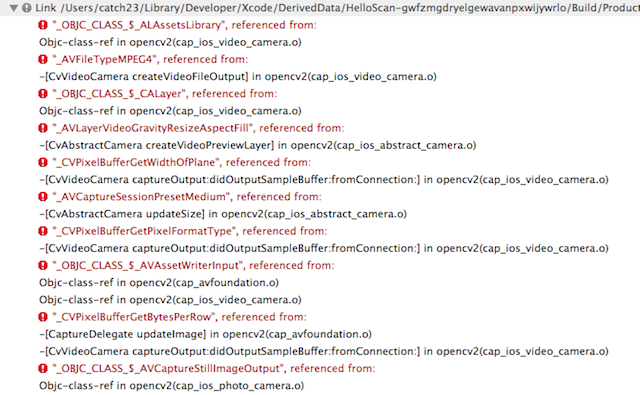 Link /Users/catch23/Library/Developer/Xcode/DerivedData/HelloScan-gwfzmgdryelgewavanpxwijywrlo/Build/Product
"_OBJC_CLASS_$_ALAssetsLibrary", referenced from:
Objc-class-ref in opencv2(cap_ios_video_camera.o)
"_AVFileTypeMPEG4", referenced from:
-[CvVideoCamera createVideoFileOutput] in opencv2(cap_ios_video_camera.o)
"_OBJC_CLASS_$_CALayer", referenced from:
Objc-class-ref in opencv2(cap_ios_video_camera.o)
"_AVLayerVideoGravityResizeAspectFill", referenced from:
-[CvAbstractCamera createVideoPreviewLayer] in opencv2(cap_ios_abstract_camera.o)
"_CVPixelBufferGetWidthOfPlane", referenced from:
-[CvVideoCamera captureOutput:didOutputSampleBuffer:fromConnection:] in opencv2(cap_ios_video_camera.o)
"_AVCaptureSessionPresetMedium", referenced from:
-[CvAbstractCamera updateSize] in opencv2(cap_ios_abstract_camera.o)
"_CVPixelBufferGetPixelFormatType", referenced from:
-[CvVideoCamera captureOutput:didOutputSampleBuffer:fromConnection:] in opencv2(cap_ios_video_camera.o)
"_OBJC_CLASS_$_AVAssetWriterInput", referenced from:
Objc-class-ref in opencv2(cap_avfoundation.o)
Objc-class-ref in opencv2(cap_ios_video_camera.o)
"_CVPixelBufferGetBytesPerRow", referenced from:
-[CaptureDelegate updateImage] in opencv2(cap_avfoundation.o)
-[CvVideoCamera captureOutput:didOutputSampleBuffer:fromConnection:] in opencv2(cap_ios_video_camera.o)
"_OBJC_CLASS_$_AVCaptureStillImageOutput", referenced from:
Objc-class-ref in opencv2(cap_ios_photo_camera.o)